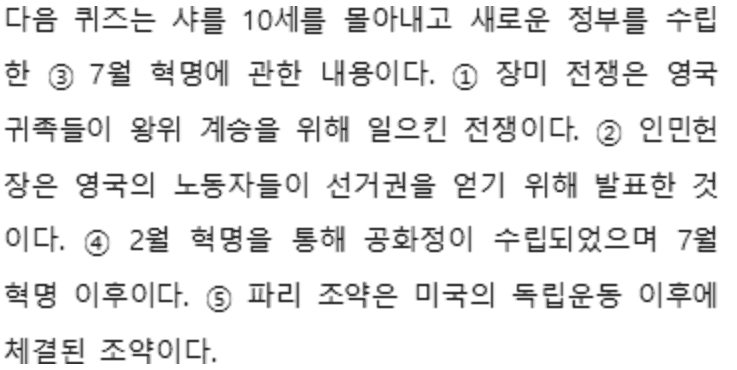 다음 퀴즈는 샤를 10세를 몰아내고 새로운 정부를 수립
한 ③ 7월 혁명에 관한 내용이다. ① 장미 전쟁은 영국
귀족들이 왕위 계승을 위해 일으킨 전쟁이다. ② 인민헌
장은 영국의 노동자들이 선거권을 얻기 위해 발표한 것
이다. ④ 2월 혁명을 통해 공화정이 수립되었으며 7월
혁명 이후이다. ⑤ 파리 조약은 미국의 독립운동 이후에
체결된 조약이다.